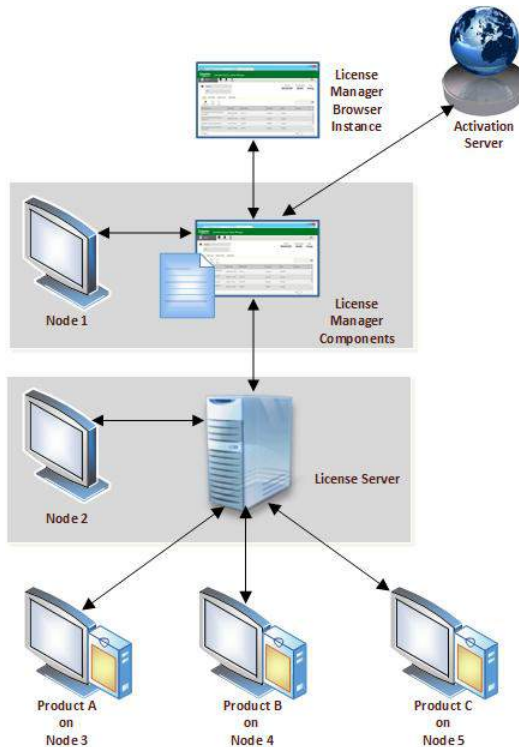 License
Manager
Browser
Instance
Activation
Server
Node 1
License
Manager
Components
Node 2
License Server
Product A
on
Node 3
Product B
on
Node 4
Product C
on
Node 5